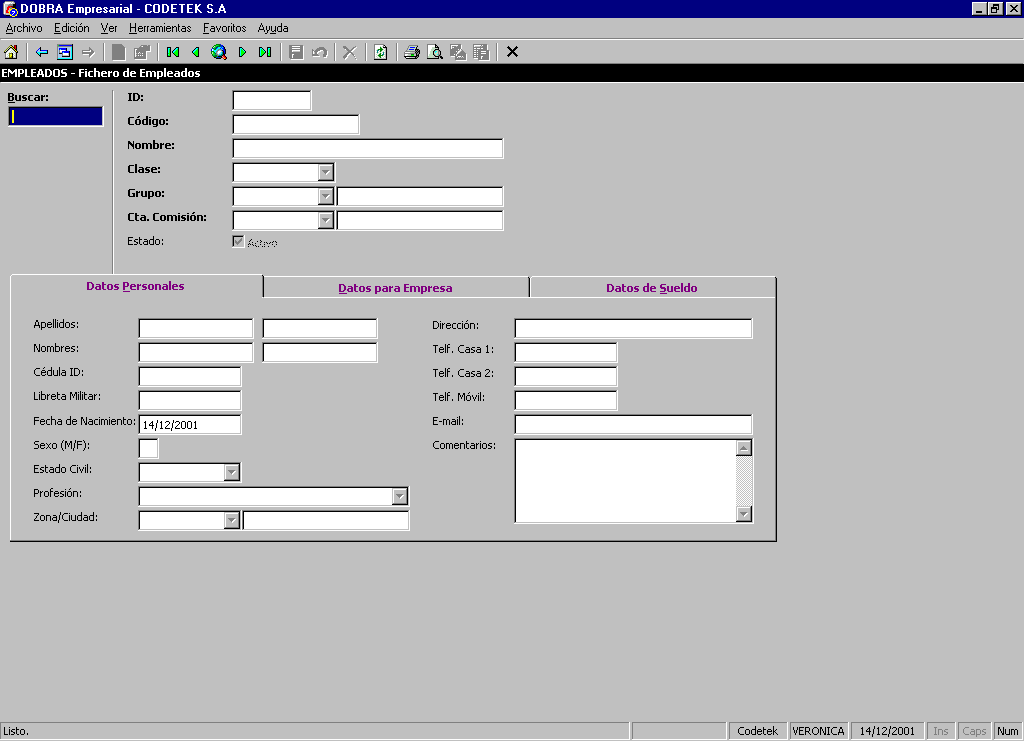 DOBRA Empresarial - CODETEK S.A
Archivo Edición Ver Herramientas Favoritos Ayuda
EMPLEADOS - Fichero de Empleados
Buscar:
ID:
Código:
Nombre:
Clase:
Grupo:
Cta. Comisión:
Estado: Activo
Datos Personales Datos para Empresa Datos de Sueldo
Apellidos:
Nombres:
Cédula ID:
Libreta Militar:
Fecha de Nacimiento: 14/12/2001
Sexo (M/F):
Estado Civil:
Profesión:
Zona/Ciudad:
Dirección:
Telf. Casa 1:
Telf. Casa 2:
Telf. Móvil:
E-mail:
Comentarios:
Listo. Codetek VERONICA 14/12/2001 Ins Caps Num